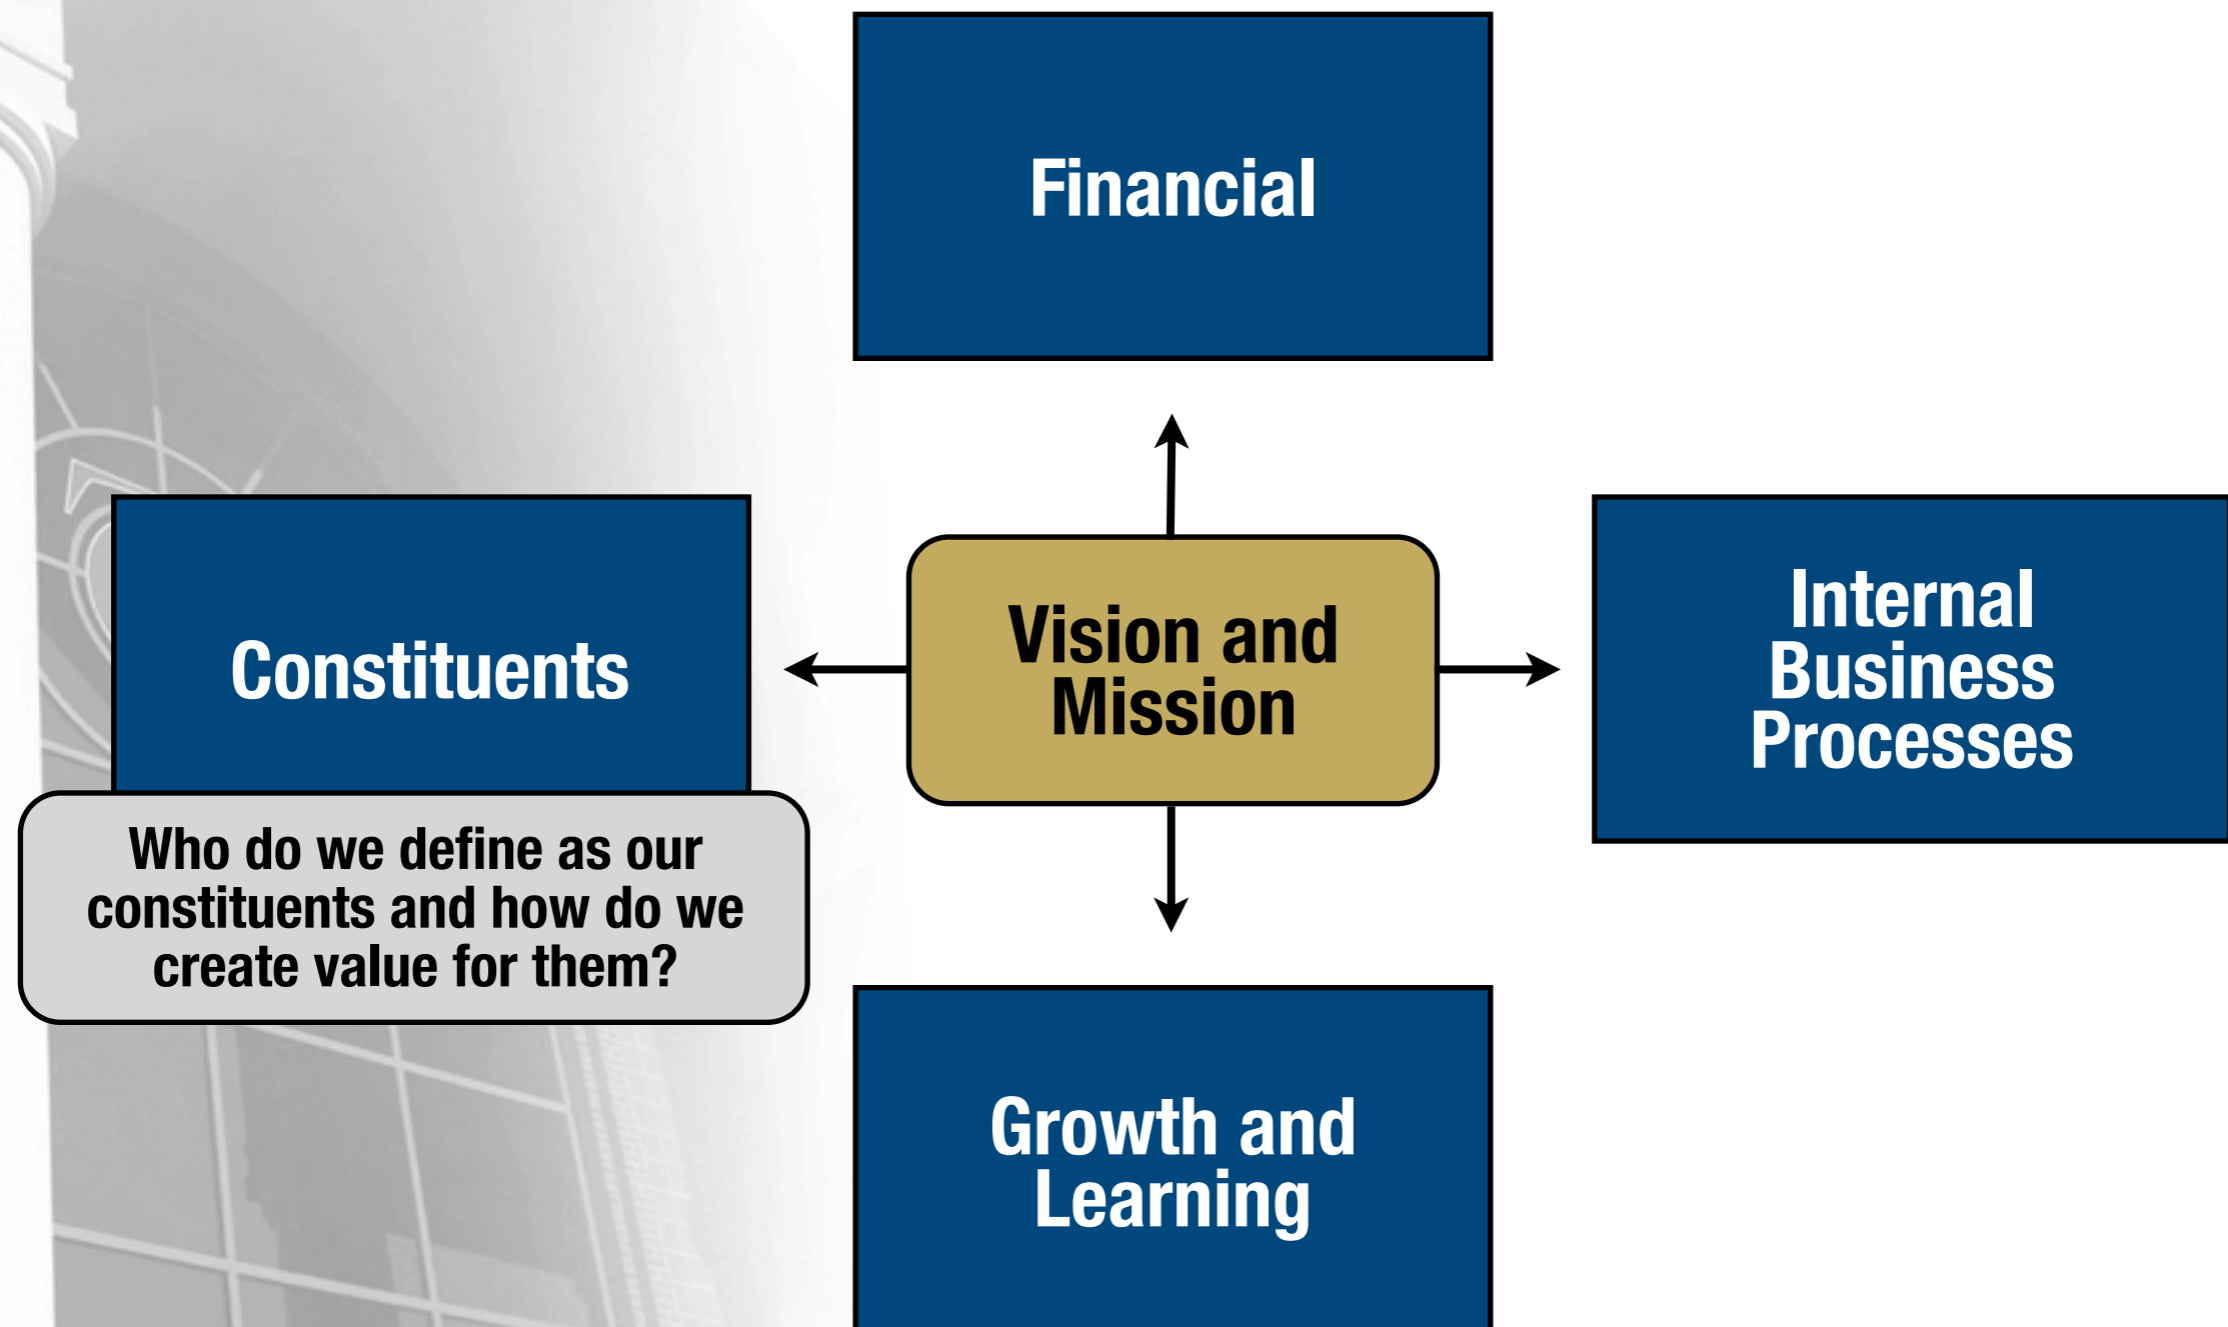 Financial
Constituents
Vision and
Mission
Internal
Business
Processes
Who do we define as our
constituents and how do we
create value for them?
Growth and
Learning